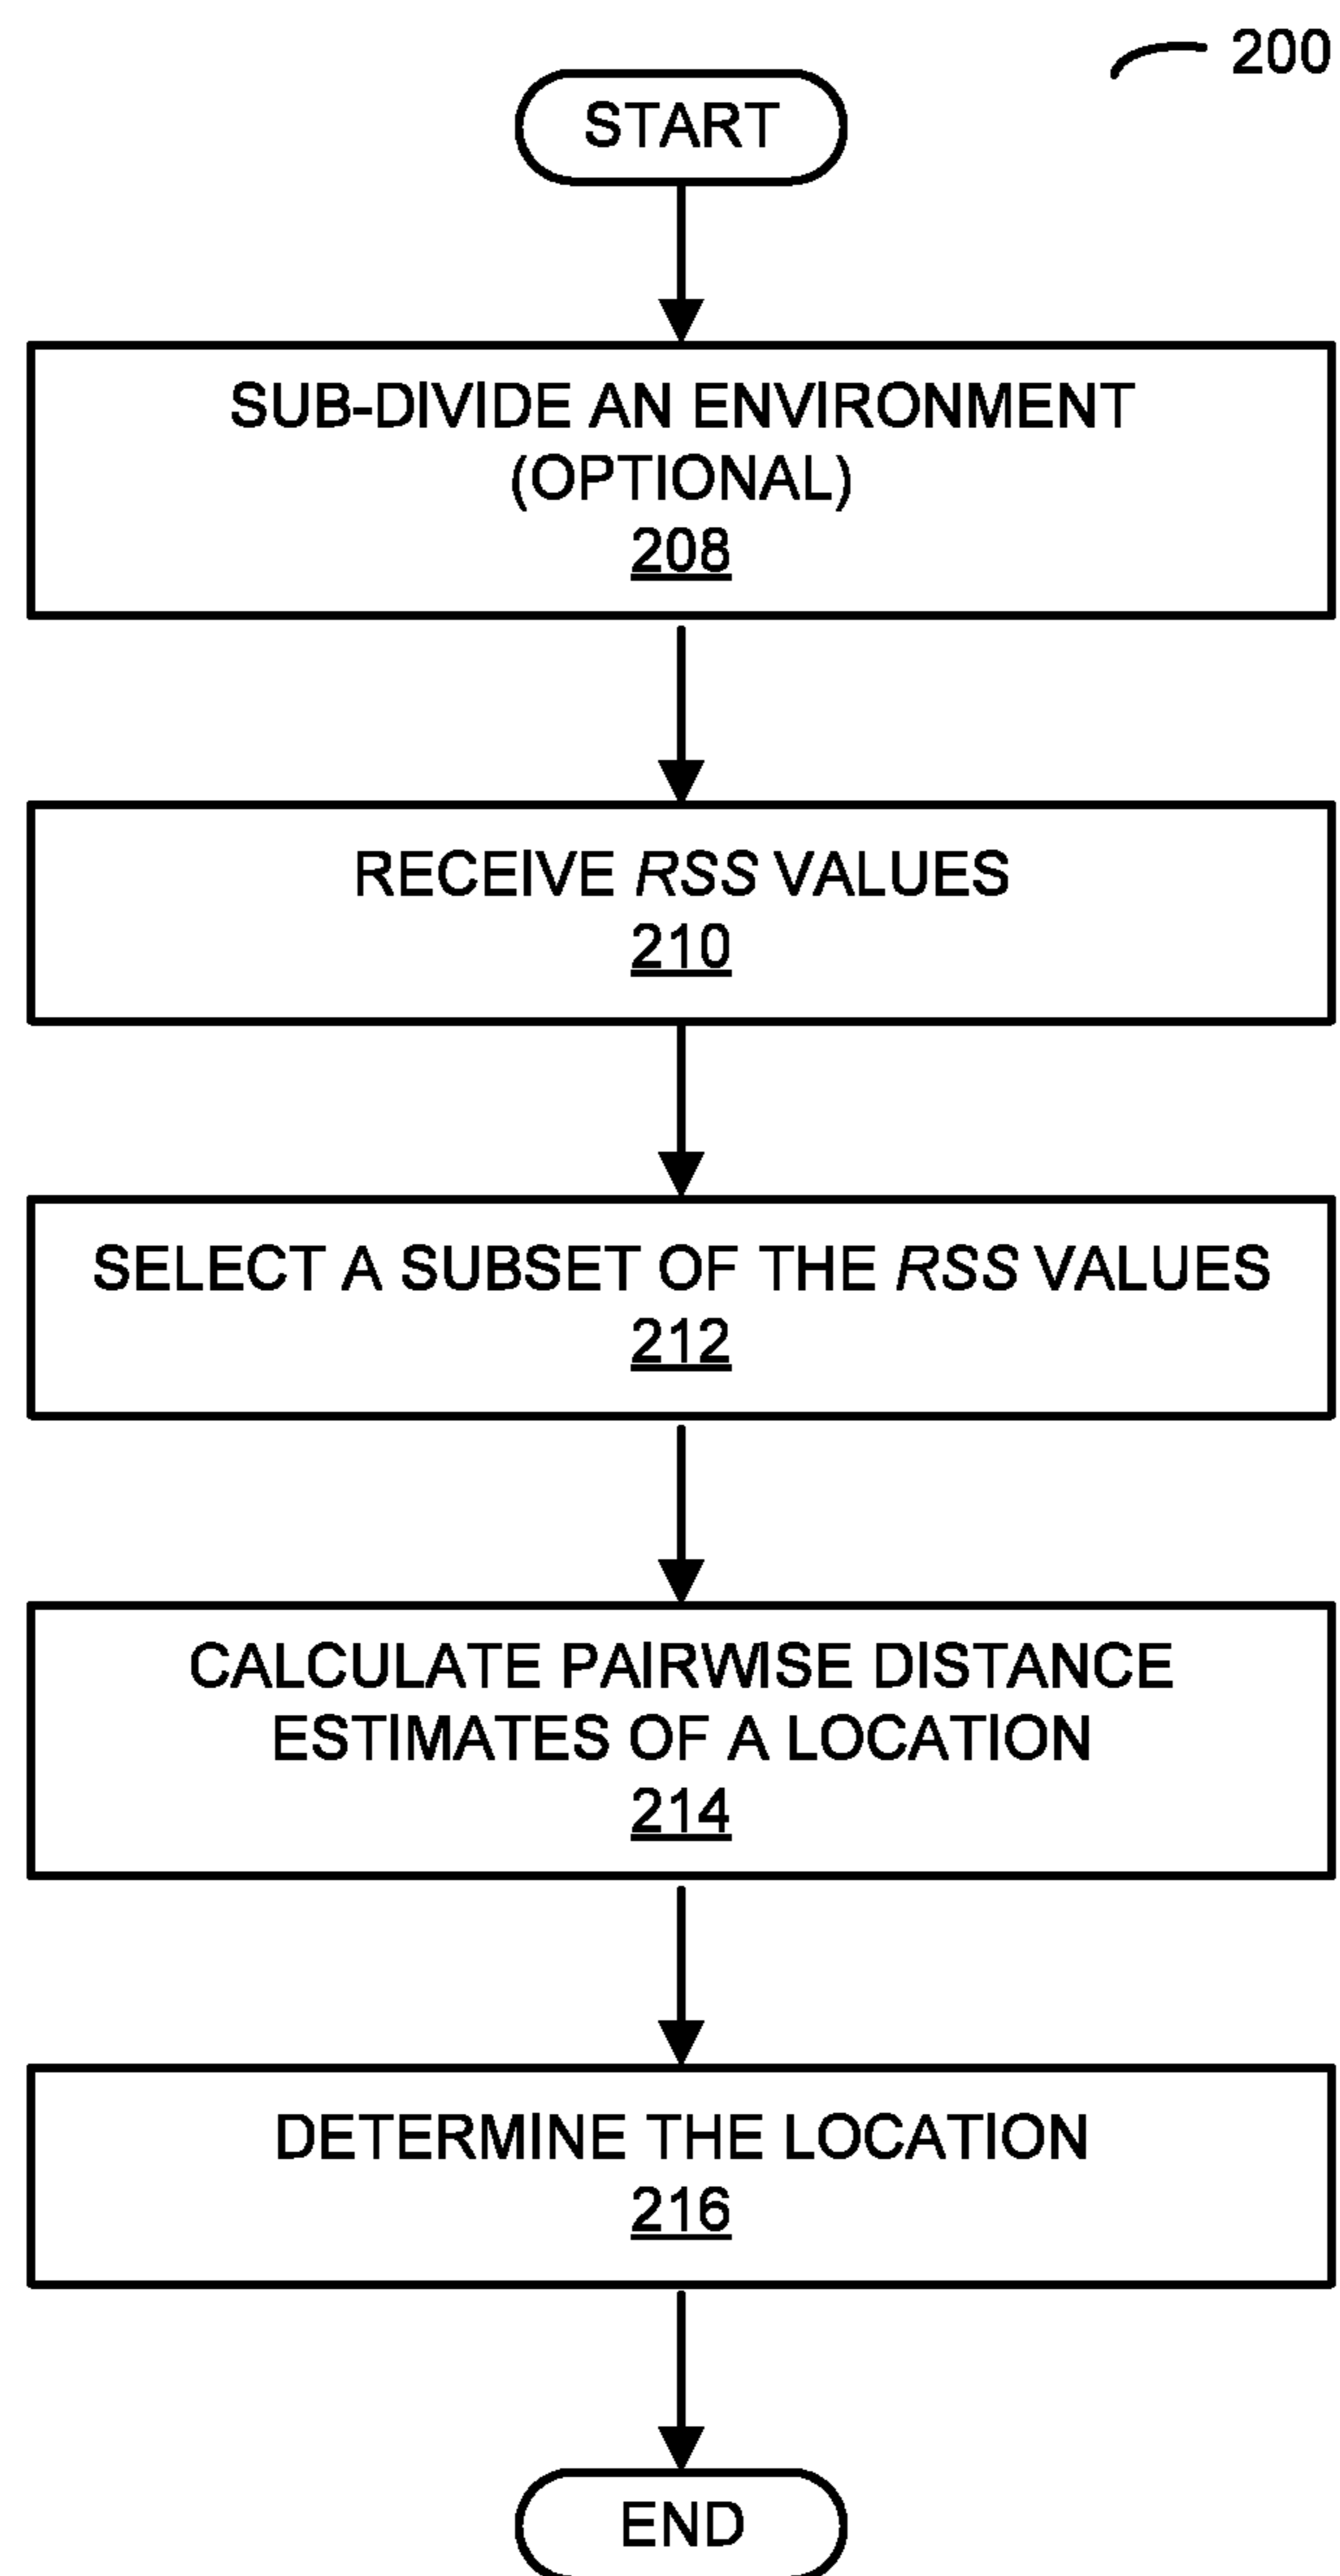 200
START
SUB-DIVIDE AN ENVIRONMENT
(OPTIONAL)
208
RECEIVE RSS VALUES
210
SELECT A SUBSET OF THE RSS VALUES
212
CALCULATE PAIRWISE DISTANCE
ESTIMATES OF A LOCATION
214
DETERMINE THE LOCATION
216
END